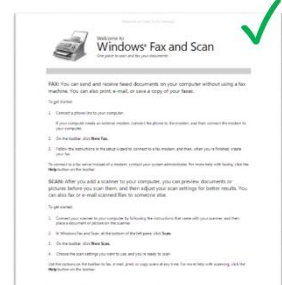 Welcome to
Windows® Fax and Scan
One place to scan and fax your documents
FAX: You can send and receive faxed documents on your computer without using a fax
machine. You can also print, e-mail, or save a copy of your faxes.
To get started:
1. Connect a phone line to your computer.
If your computer needs an external modem, connect the phone to the modem, and then connect the modem to
your computer.
2. On the toolbar, click New Fax.
3. Follow the instructions in the setup wizard to connect to a fax modem, and then, when you're finished, create
your fax.
To connect to a fax server instead of a modem, contact your system administrator. For more help with faxing, click the
Help button on the toolbar.
SCAN: After you add a scanner to your computer, you can preview documents or
pictures before you scan them, and then adjust your scan settings for better results. You
can also fax or e-mail scanned files to someone else.
To get started:
1. Connect your scanner to your computer by following the instructions that came with your scanner, and then
place a document or picture on the scanner.
2. In Windows Fax and Scan, at the bottom of the left pane, click Scan.
3. On the toolbar, click New Scan.
4. Choose the scan settings you want to use, and you're ready to scan.
Use the options on the toolbar to fax, e-mail, print or copy scans at any time. For more help with scanning, click the
Help button on the toolbar.